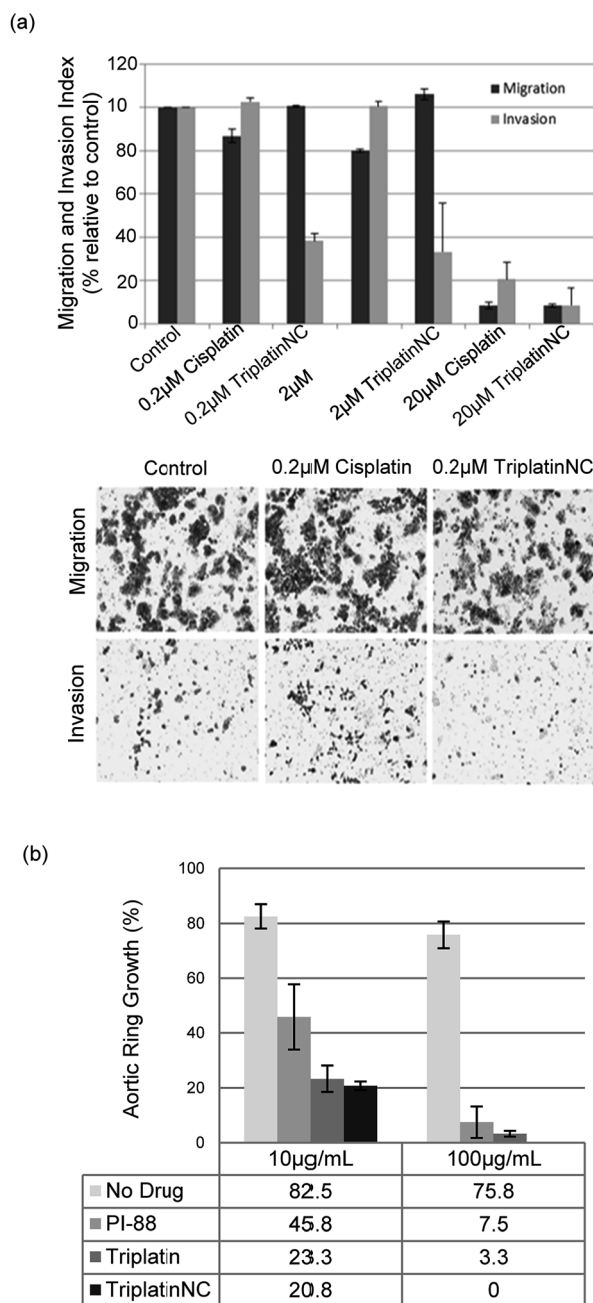 (a)
Migration and Invasion Index
(% relative to control)
120
100
80
60
40
20
0
Migration
Invasion
Control
0.2µM Cisplatin
0.2µM TriplatinNC
2µM
2µM TriplatinNC
20µM Cisplatin
20µM TriplatinNC
Control
0.2µM Cisplatin
0.2µM TriplatinNC
Migration
Invasion
(b)
Aortic Ring Growth (%)
100
80
60
40
20
0
10µg/mL 100µg/mL
No Drug 82.5 75.8
PI-88 45.8 7.5
Triplatin 23.3 3.3
TriplatinNC 20.8 0